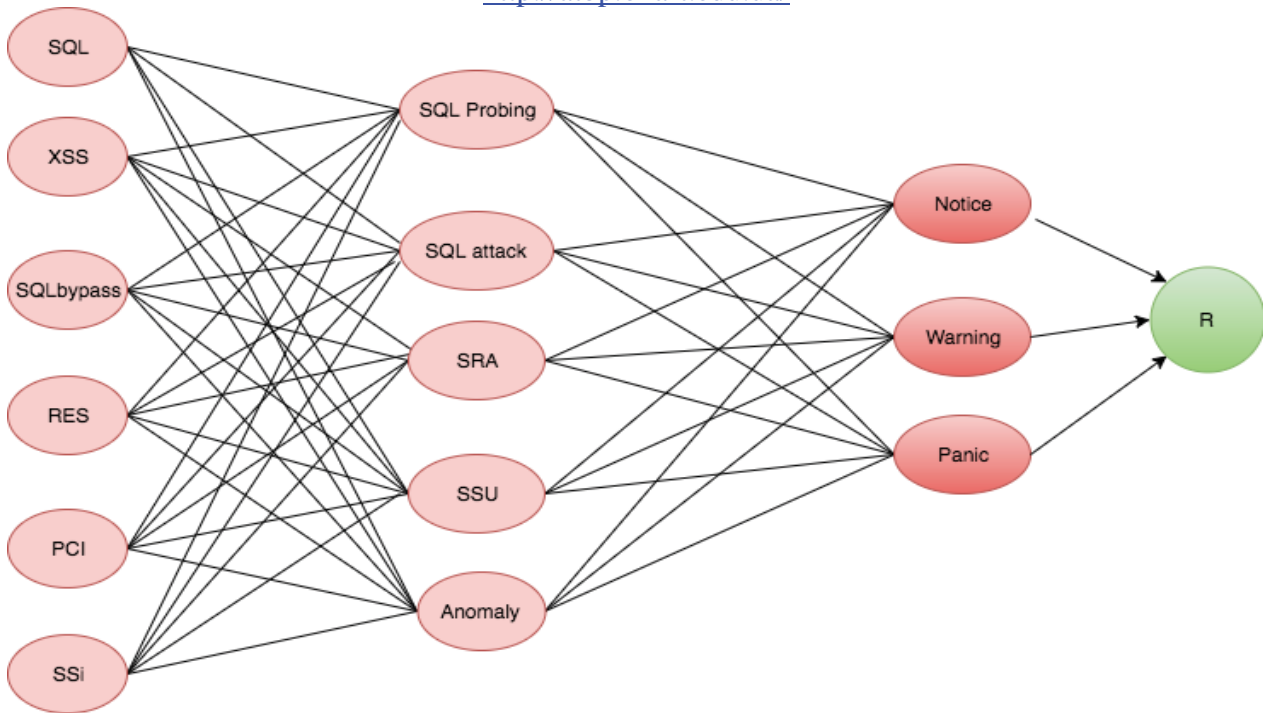 SQL
XSS
SQLbypass
RES
PCI
SSi
SQL Probing
SQL attack
SRA
SSU
Anomaly
Notice
Warning
Panic
R